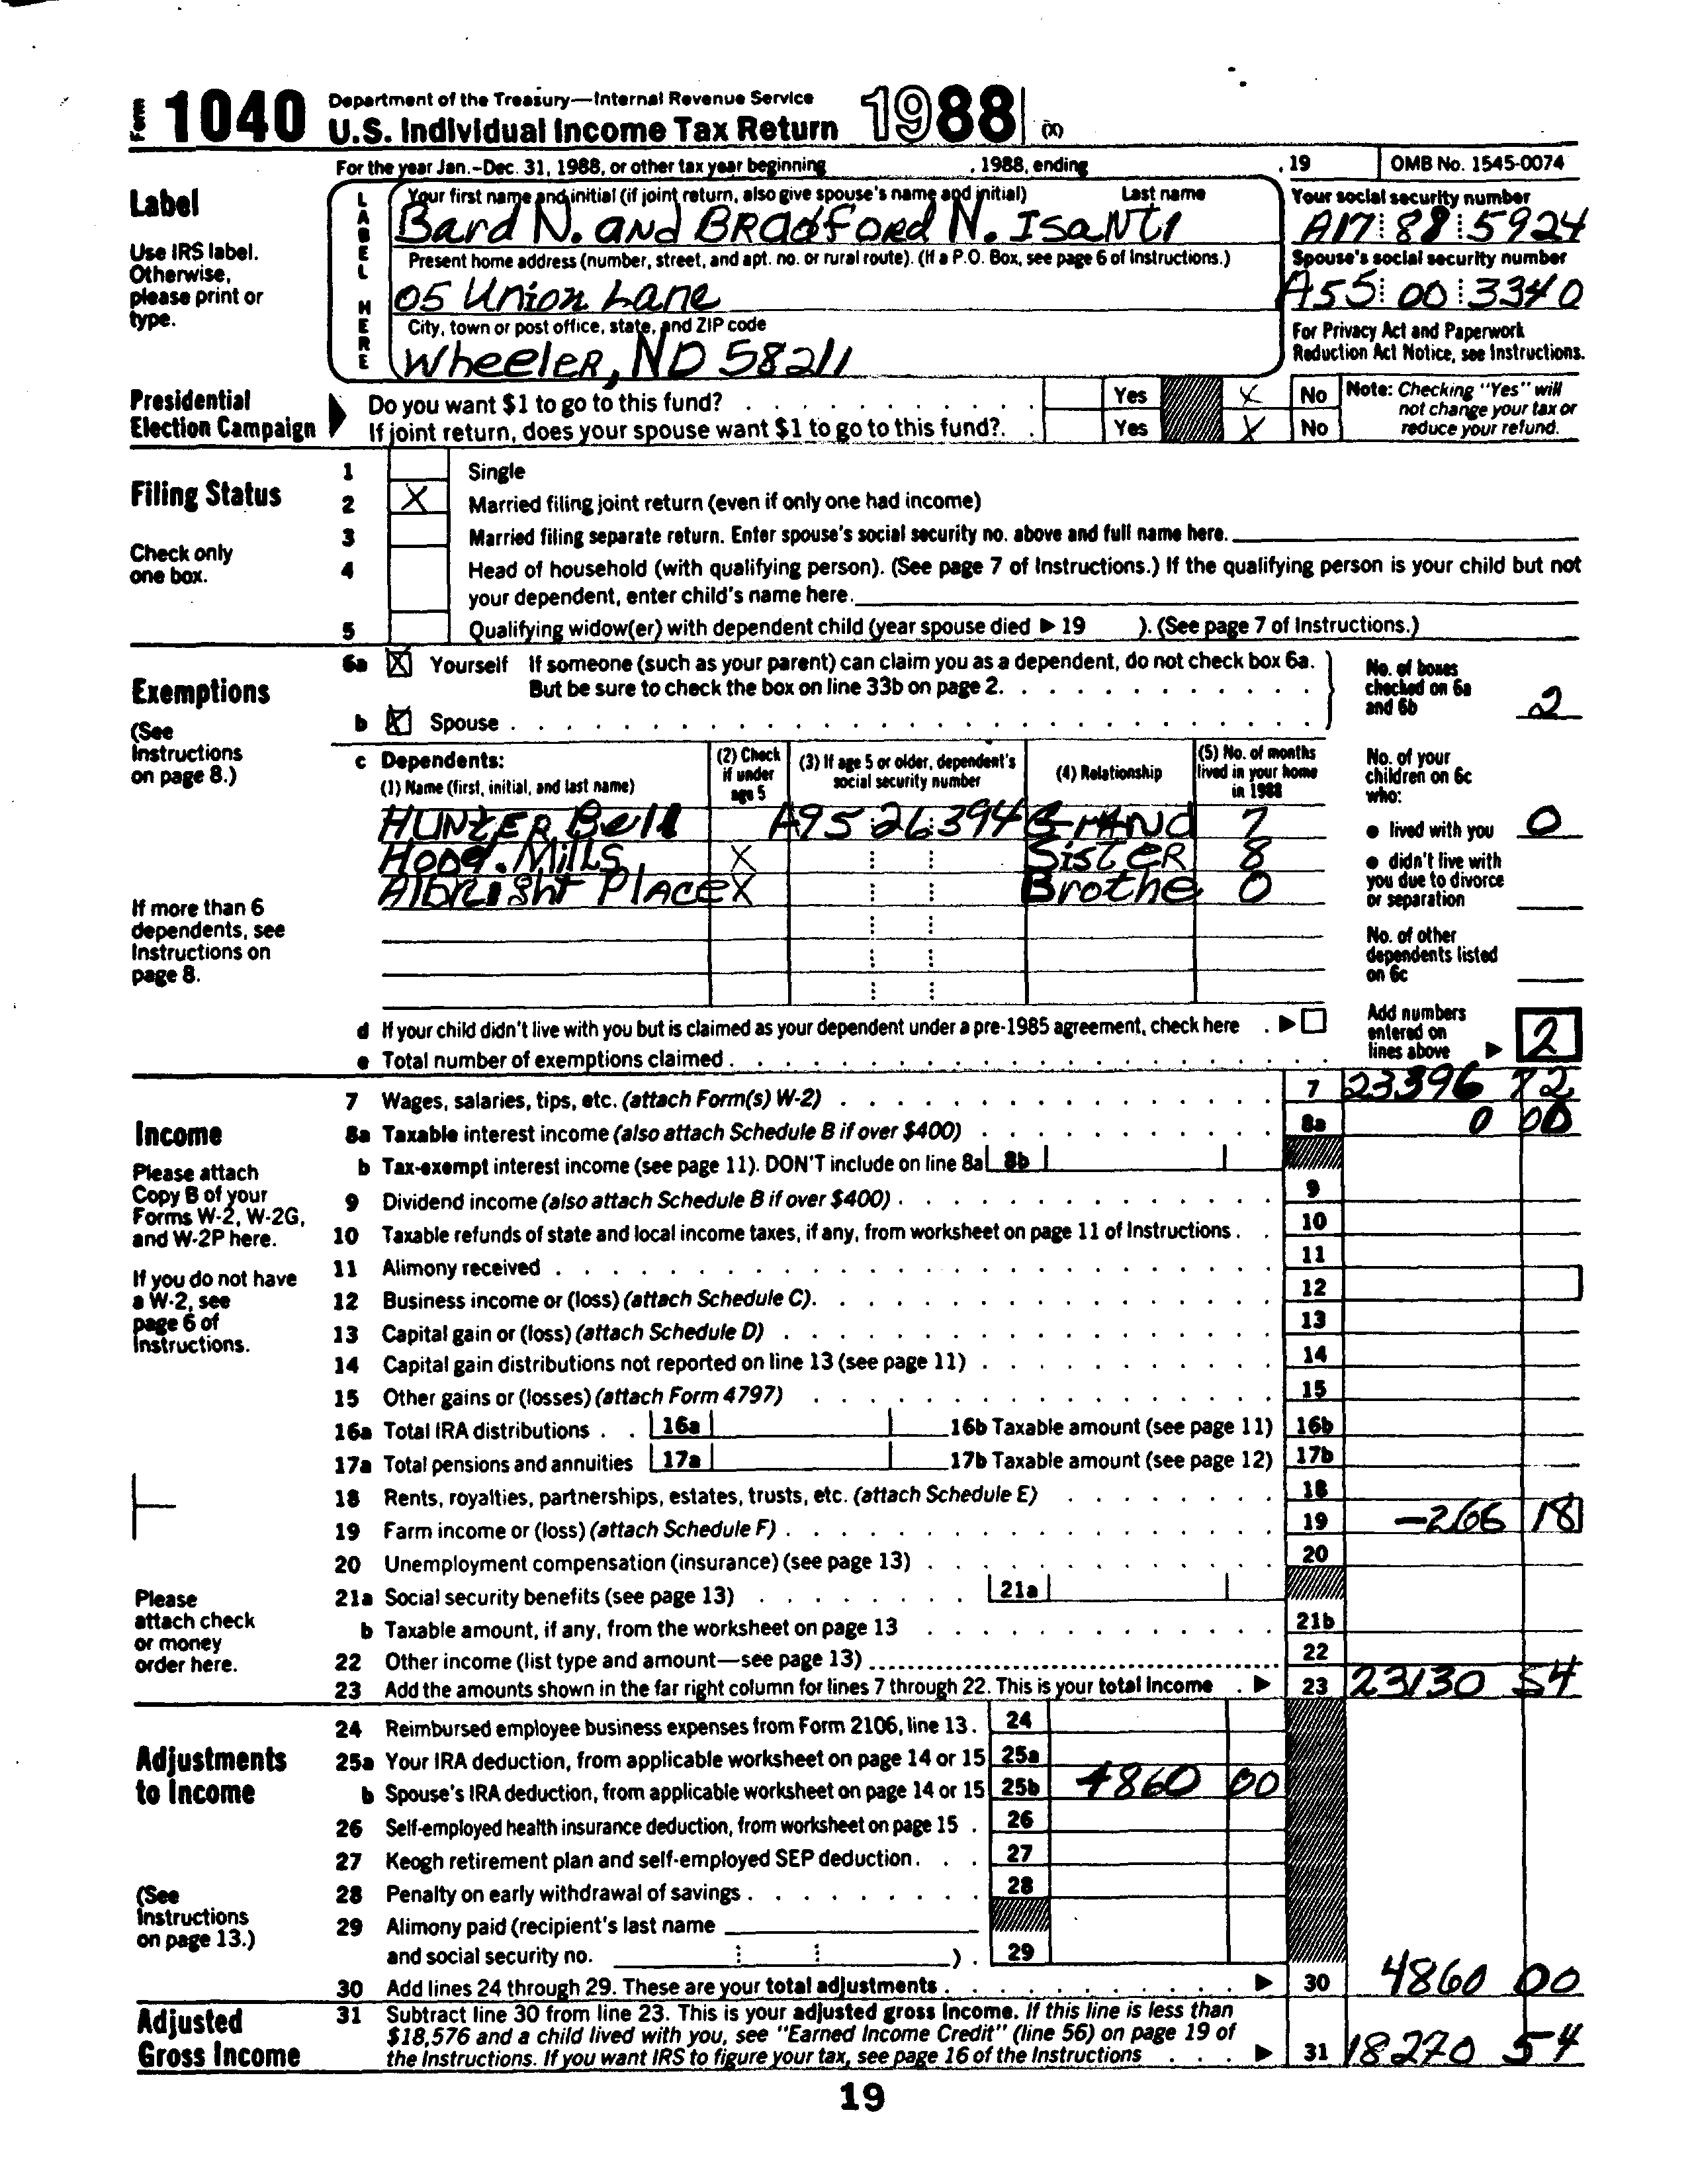 Form 1040 Department of the Treasury—Internal Revenue Service
U.S. Individual Income Tax Return 1988 (X)
For the year Jan.–Dec. 31, 1988, or other tax year beginning , 1988, ending , 19 OMB No. 1545-0074
Label
Use IRS label.
Otherwise,
please print or
type.
LABEL HERE
Your first name and initial (if joint return, also give spouse's name and initial) Last name
Bard N. and Bradford N. Isanti
Your social security number
A17 88 5924
Present home address (number, street, and apt. no. or rural route). (If a P.O. Box, see page 6 of Instructions.)
05 Union Lane
Spouse's social security number
A55 00 3340
City, town or post office, state, and ZIP code
Wheeler, ND 58211
For Privacy Act and Paperwork
Reduction Act Notice, see Instructions.
Presidential
Election Campaign
Do you want $1 to go to this fund? Yes X No
If joint return, does your spouse want $1 to go to this fund? Yes X No
Note: Checking "Yes" will
not change your tax or
reduce your refund.
Filing Status
Check only
one box.
1 Single
2 X Married filing joint return (even if only one had income)
3 Married filing separate return. Enter spouse's social security no. above and full name here.
4 Head of household (with qualifying person). (See page 7 of Instructions.) If the qualifying person is your child but not
your dependent, enter child's name here.
5 Qualifying widow(er) with dependent child (year spouse died ▶ 19 ). (See page 7 of Instructions.)
Exemptions
(See
Instructions
on page 8.)
6a X Yourself If someone (such as your parent) can claim you as a dependent, do not check box 6a.
But be sure to check the box on line 33b on page 2.
b X Spouse
No. of boxes
checked on 6a
and 6b 2
c Dependents:
(1) Name (first, initial, and last name)
(2) Check
if under
age 5
(3) If age 5 or older, dependent's
social security number
(4) Relationship
(5) No. of months
lived in your home
in 1988
HUNTER Bell A95 26 394 GRAND 7
Hood. Mills X Sister 8
Albright Place X Brothe 0
If more than 6
dependents, see
Instructions on
page 8.
No. of your
children on 6c
who:
● lived with you 0
● didn't live with
you due to divorce
or separation
No. of other
dependents listed
on 6c
d If your child didn't live with you but is claimed as your dependent under a pre-1985 agreement, check here ▶
e Total number of exemptions claimed
Add numbers
entered on
lines above ▶ 2
Income
Please attach
Copy B of your
Forms W-2, W-2G,
and W-2P here.
If you do not have
a W-2, see
page 6 of
Instructions.
Please
attach check
or money
order here.
7 Wages, salaries, tips, etc. (attach Form(s) W-2) 7 23396 72
8a Taxable interest income (also attach Schedule B if over $400) 8a 0 00
b Tax-exempt interest income (see page 11). DON'T include on line 8a 8b
9 Dividend income (also attach Schedule B if over $400) 9
10 Taxable refunds of state and local income taxes, if any, from worksheet on page 11 of Instructions 10
11 Alimony received 11
12 Business income or (loss) (attach Schedule C) 12
13 Capital gain or (loss) (attach Schedule D) 13
14 Capital gain distributions not reported on line 13 (see page 11) 14
15 Other gains or (losses) (attach Form 4797) 15
16a Total IRA distributions 16a 16b Taxable amount (see page 11) 16b
17a Total pensions and annuities 17a 17b Taxable amount (see page 12) 17b
18 Rents, royalties, partnerships, estates, trusts, etc. (attach Schedule E) 18
19 Farm income or (loss) (attach Schedule F) 19 -266 18
20 Unemployment compensation (insurance) (see page 13) 20
21a Social security benefits (see page 13) 21a
b Taxable amount, if any, from the worksheet on page 13 21b
22 Other income (list type and amount—see page 13) 22
23 Add the amounts shown in the far right column for lines 7 through 22. This is your total income ▶ 23 23130 54
Adjustments
to Income
(See
Instructions
on page 13.)
24 Reimbursed employee business expenses from Form 2106, line 13 24
25a Your IRA deduction, from applicable worksheet on page 14 or 15 25a
b Spouse's IRA deduction, from applicable worksheet on page 14 or 15 25b 4860 00
26 Self-employed health insurance deduction, from worksheet on page 15 26
27 Keogh retirement plan and self-employed SEP deduction 27
28 Penalty on early withdrawal of savings 28
29 Alimony paid (recipient's last name
and social security no. ) 29
30 Add lines 24 through 29. These are your total adjustments ▶ 30 4860 00
Adjusted
Gross Income
31 Subtract line 30 from line 23. This is your adjusted gross income. If this line is less than
$18,576 and a child lived with you, see "Earned Income Credit" (line 56) on page 19 of
the Instructions. If you want IRS to figure your tax, see page 16 of the Instructions ▶ 31 18270 54
19